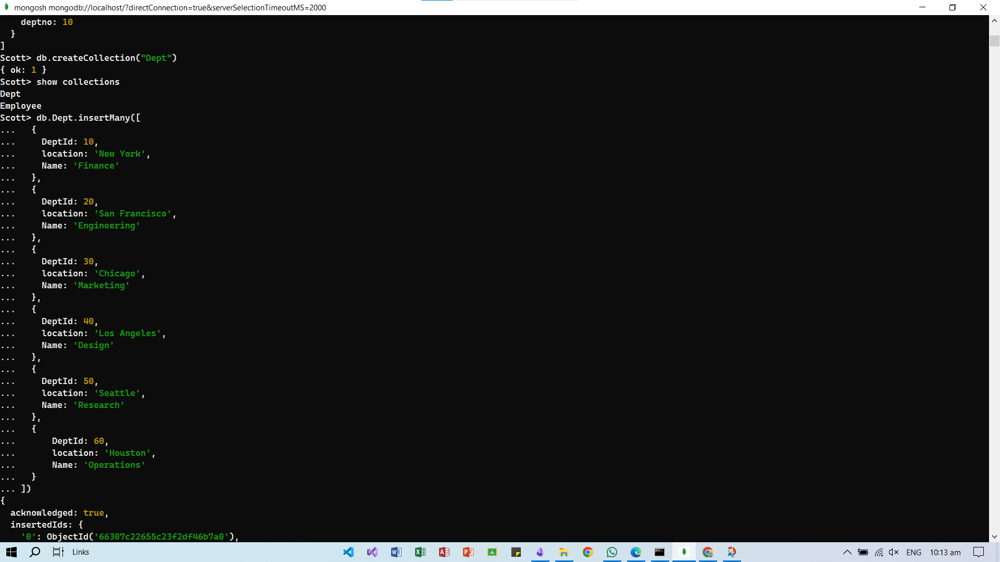 mongosh mongodb://localhost/?directConnection=true&serverSelectionTimeoutMS=2000
    deptno: 10
  }
]
Scott> db.createCollection("Dept")
{ ok: 1 }
Scott> show collections
Dept
Employee
Scott> db.Dept.insertMany([
...   {
...     DeptId: 10,
...     location: 'New York',
...     Name: 'Finance'
...   },
...   {
...     DeptId: 20,
...     location: 'San Francisco',
...     Name: 'Engineering'
...   },
...   {
...     DeptId: 30,
...     location: 'Chicago',
...     Name: 'Marketing'
...   },
...   {
...     DeptId: 40,
...     location: 'Los Angeles',
...     Name: 'Design'
...   },
...   {
...     DeptId: 50,
...     location: 'Seattle',
...     Name: 'Research'
...   },
...   {
...       DeptId: 60,
...       location: 'Houston',
...       Name: 'Operations'
...   }
... ])
{
  acknowledged: true,
  insertedIds: {
    '0': ObjectId('66307c22655c23f2df46b7a0'),
Links
ENG
10:13 am